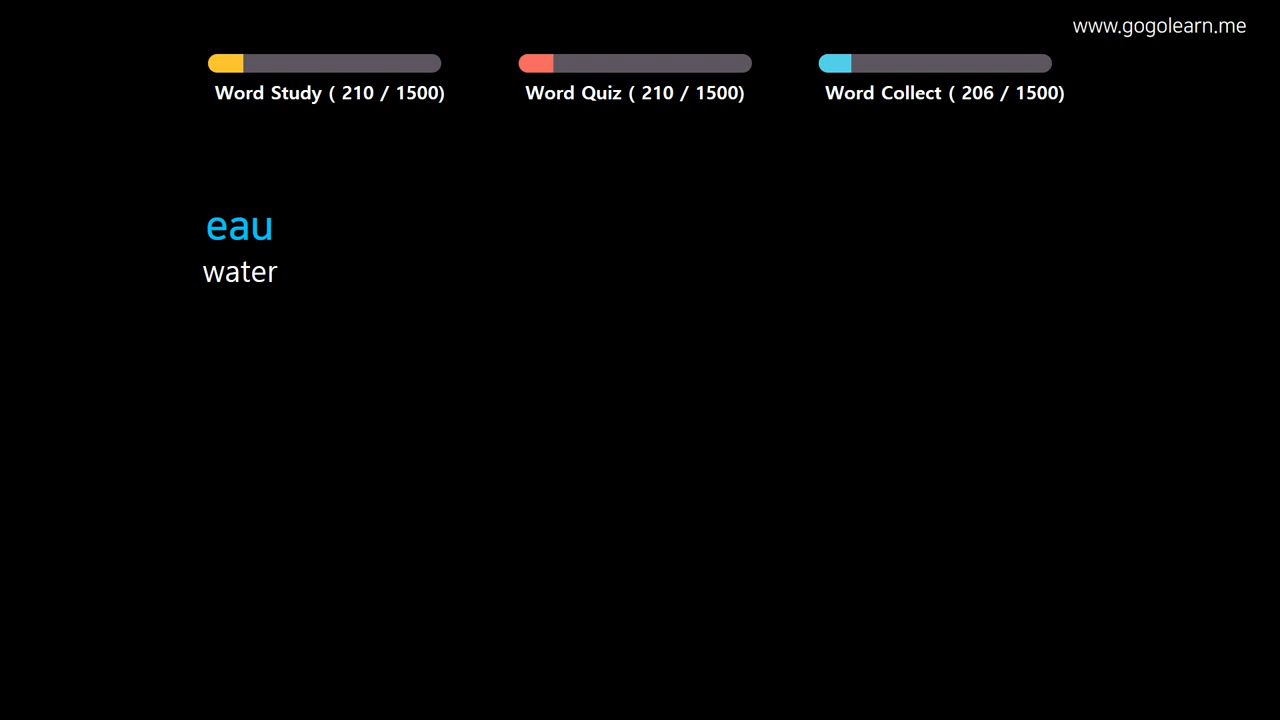 www.gogolearn.me
Word Study ( 210 / 1500)
Word Quiz ( 210 / 1500)
Word Collect ( 206 / 1500)
eau
water